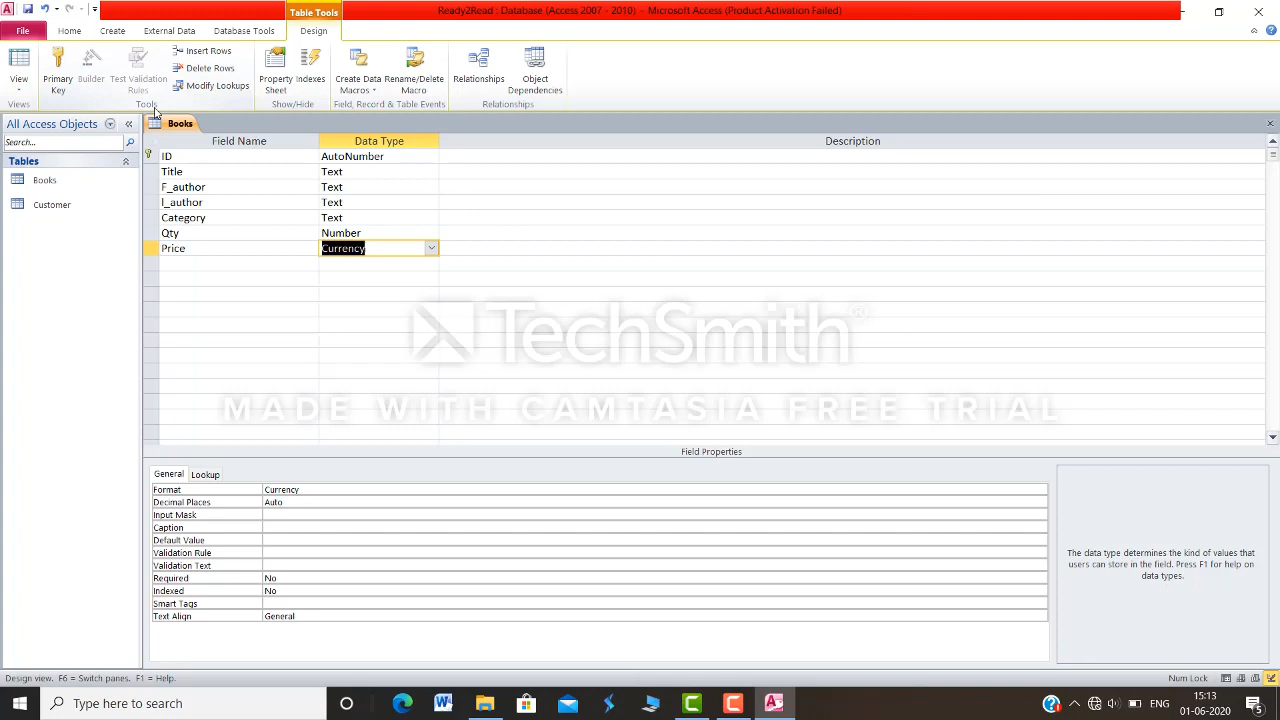 Table Tools
Ready2Read : Database (Access 2007 - 2010) - Microsoft Access (Product Activation Failed)
File Home Create External Data Database Tools Design
View
Primary Key
Builder
Test Validation Rules
Insert Rows
Delete Rows
Modify Lookups
Property Sheet
Indexes
Create Data Macros
Rename/Delete Macro
Relationships
Object Dependencies
Views Tools Show/Hide Field, Record & Table Events Relationships
All Access Objects
Search...
Tables
Books
Customer
Books
Field Name Data Type Description
ID AutoNumber
Title Text
F_author Text
l_author Text
Category Text
Qty Number
Price Currency
TechSmith®
MADE WITH CAMTASIA FREE TRIAL
Field Properties
General Lookup
Format Currency
Decimal Places Auto
Input Mask
Caption
Default Value
Validation Rule
Validation Text
Required No
Indexed No
Smart Tags
Text Align General
The data type determines the kind of values that
users can store in the field. Press F1 for help on
data types.
Design view. F6 = Switch panes. F1 = Help.
Num Lock
Type here to search
ENG
15:13
01-06-2020